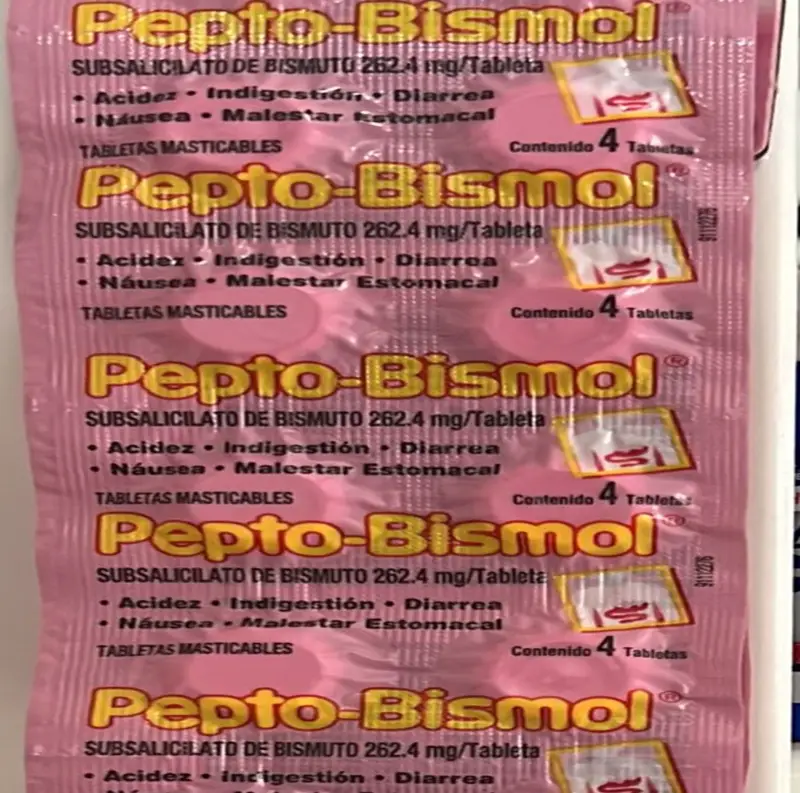 Pepto-Bismol®
SUBSALICILATO DE BISMUTO 262.4 mg/Tableta
• Acidez • Indigestión • Diarrea
• Náusea • Malestar Estomacal
TABLETAS MASTICABLES
Contenido 4 Tabletas
Pepto-Bismol®
SUBSALICILATO DE BISMUTO 262.4 mg/Tableta
• Acidez • Indigestión • Diarrea
• Náusea • Malestar Estomacal
TABLETAS MASTICABLES
Contenido 4 Tabletas
Pepto-Bismol®
SUBSALICILATO DE BISMUTO 262.4 mg/Tableta
• Acidez • Indigestión • Diarrea
• Náusea • Malestar Estomacal
TABLETAS MASTICABLES
Contenido 4 Tabletas
Pepto-Bismol®
SUBSALICILATO DE BISMUTO 262.4 mg/Tableta
• Acidez • Indigestión • Diarrea
• Náusea • Malestar Estomacal
TABLETAS MASTICABLES
Contenido 4 Tabletas
Pepto-Bismol®
SUBSALICILATO DE BISMUTO 262.4 mg/Tableta
• Acidez • Indigestión • Diarrea